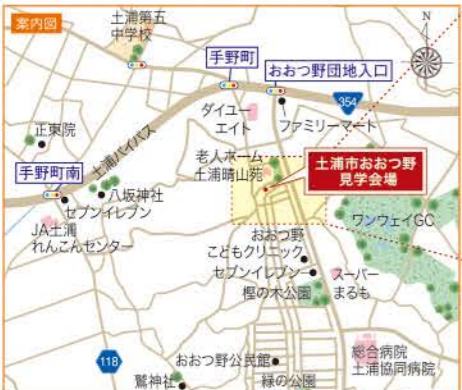 案内図
土浦第五
中学校
N
手野町
おおつ野団地入口
354
ダイユー
エイト
ファミリーマート
正東院
土浦バイパス
老人ホーム
土浦晴山苑
土浦市おおつ野
見学会場
手野町南
八坂神社
セブンイレブン
ワンウェイGC
JA土浦
れんこんセンター
おおつ野
こどもクリニック
セブンイレブン
スーパー
まるも
樫の木公園
総合病院
土浦協同病院
118
おおつ野公民館
鷲神社
緑の公園